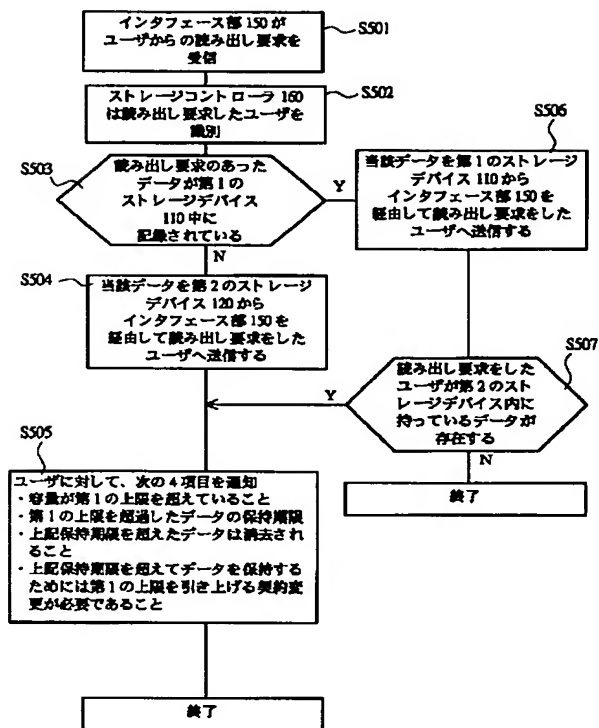 インタフェース部 150 が
ユーザからの読み出し要求を
受信
S501
ストレージコントローラ 160
は読み出し要求したユーザを
識別
S502
S503
読み出し要求のあった
データが第1の
ストレージデバイス
110 中に
記録されている
Y
N
S506
当該データを第1のストレージ
デバイス 110 から
インタフェース部 150 を
経由して読み出し要求をした
ユーザへ送信する
S504
当該データを第2のストレージ
デバイス 120 から
インタフェース部 150 を
経由して読み出し要求をした
ユーザへ送信する
S507
読み出し要求をした
ユーザが第2のスト
レージデバイス内に
持っているデータが
存在する
Y
N
終了
S505
ユーザに対して、次の4項目を通知
・容量が第1の上限を超えていること
・第1の上限を超過したデータの保持期限
・上記保持期限を超えたデータは消去され
ること
・上記保持期限を超えてデータを保持する
ためには第1の上限を引き上げる契約変
更が必要であること
終了